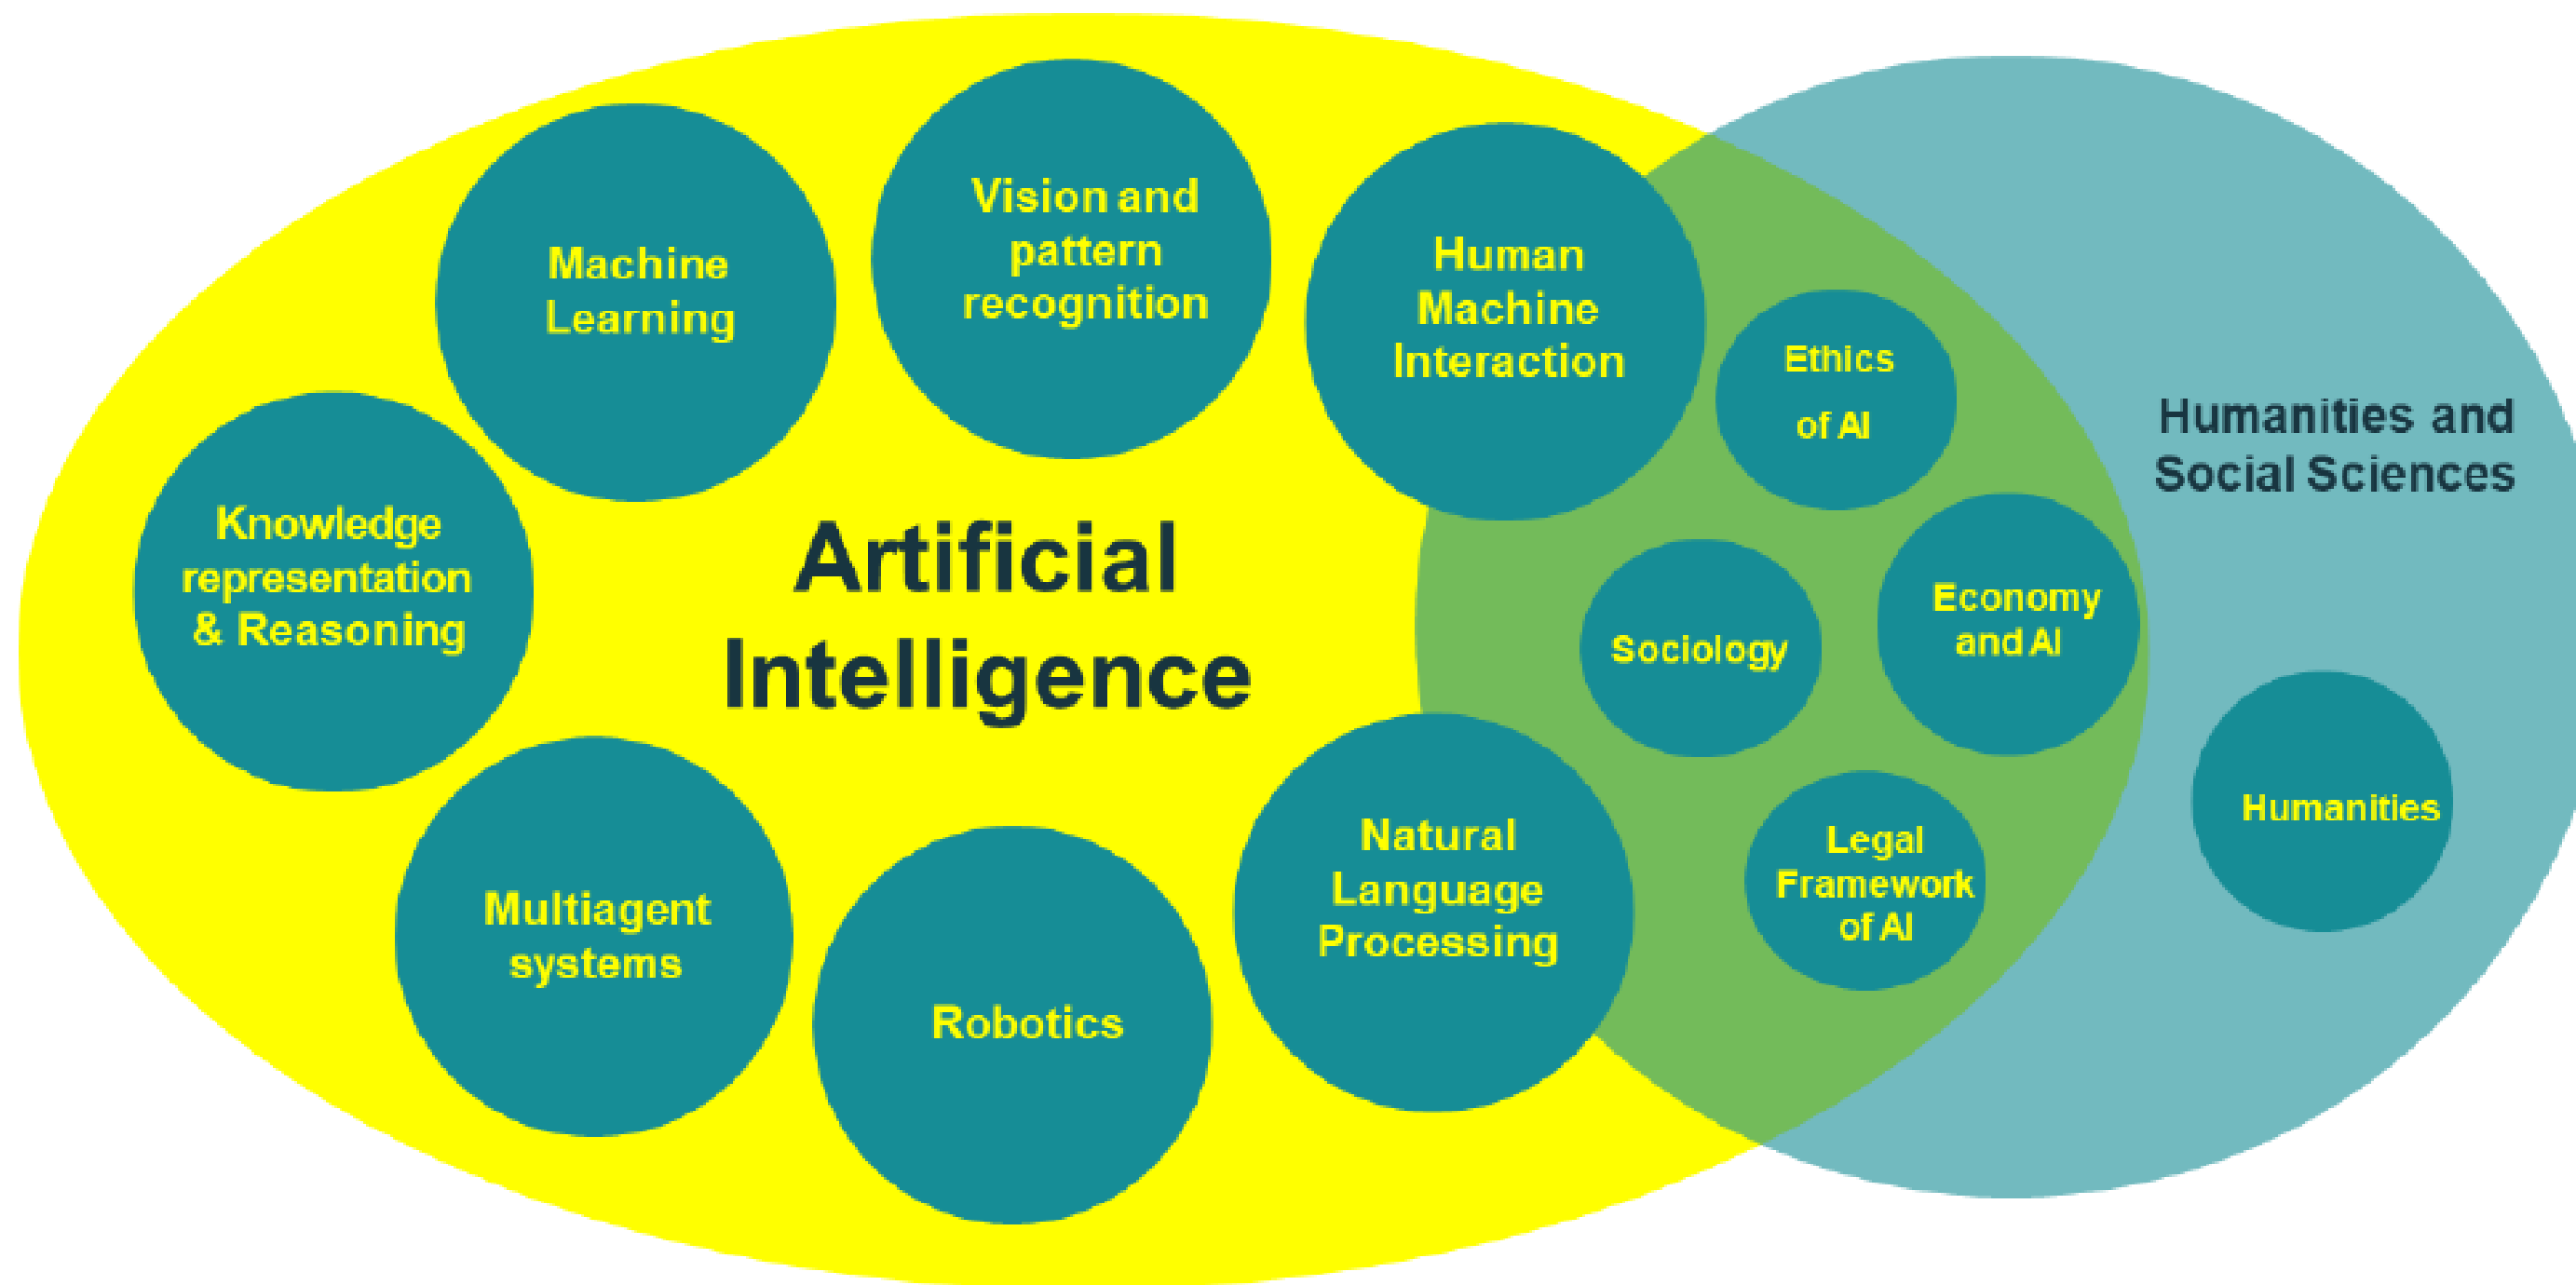 Machine
Learning
Vision and
pattern
recognition
Human
Machine
Interaction
Ethics
of AI
Humanities and
Social Sciences
Knowledge
representation
& Reasoning
Artificial
Intelligence
Sociology
Economy
and AI
Humanities
Multiagent
systems
Robotics
Natural
Language
Processing
Legal
Framework
of AI